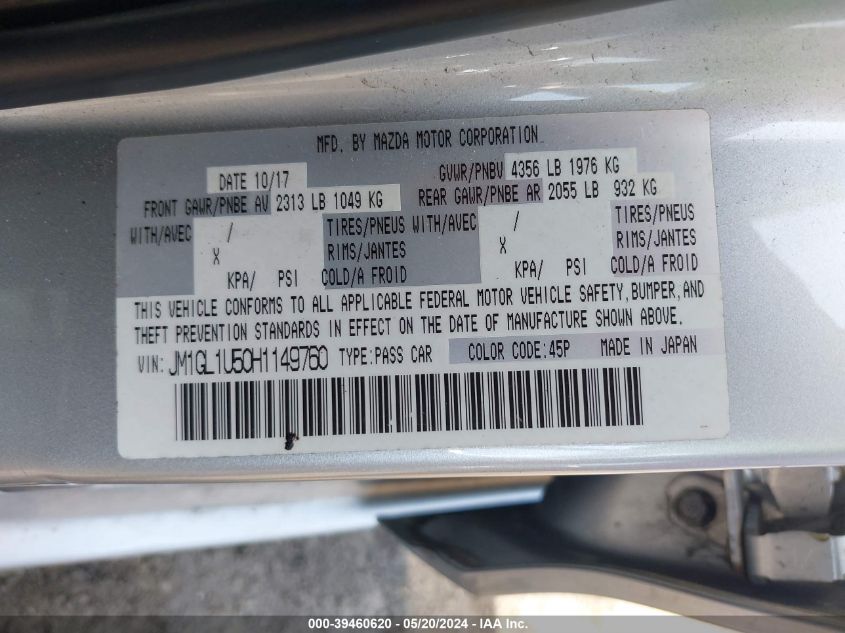 MFD. BY MAZDA MOTOR CORPORATION
DATE 10/17 GVWR/PNBV 4356 LB 1976 KG
FRONT GAWR/PNBE AV 2313 LB 1049 KG REAR GAWR/PNBE AR 2055 LB 932 KG
WITH/AVEC / TIRES/PNEUS WITH/AVEC / TIRES/PNEUS
X RIMS/JANTES X RIMS/JANTES
KPA/ PSI COLD/A FROID KPA/ PSI COLD/A FROID
THIS VEHICLE CONFORMS TO ALL APPLICABLE FEDERAL MOTOR VEHICLE SAFETY, BUMPER, AND
THEFT PREVENTION STANDARDS IN EFFECT ON THE DATE OF MANUFACTURE SHOWN ABOVE.
VIN: JM1GL1U50H1149760 TYPE: PASS CAR COLOR CODE: 45P MADE IN JAPAN
000-39460620 - 05/20/2024 - IAA Inc.